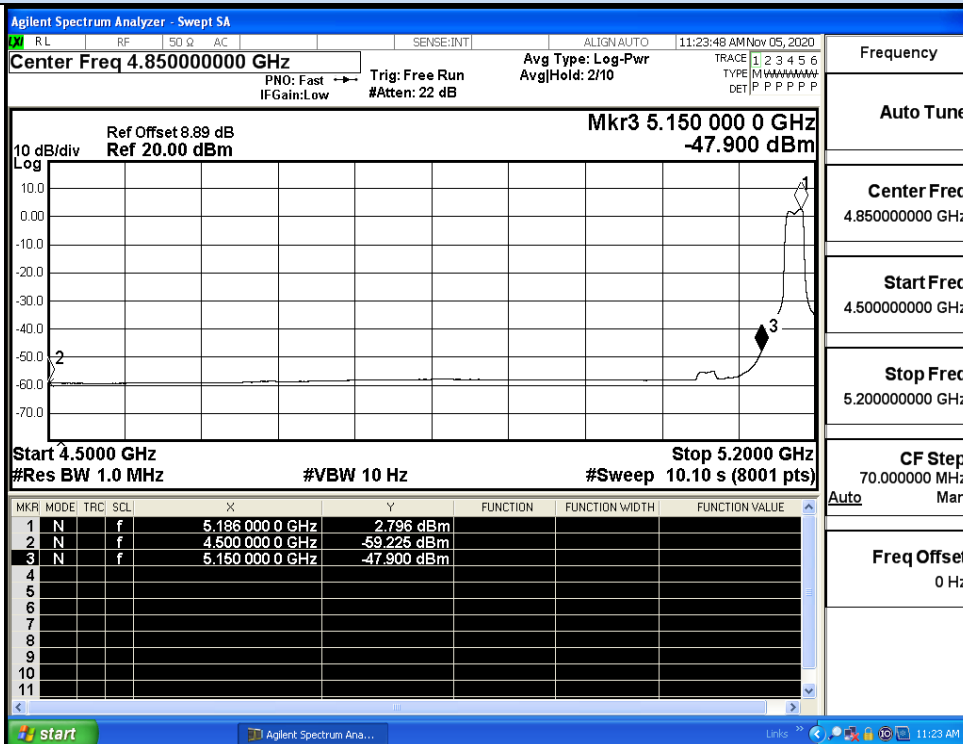 Agilent Spectrum Analyzer - Swept SA
LXI RL RF 50 Ω AC SENSE:INT ALIGN AUTO 11:23:48 AM Nov 05, 2020
Center Freq 4.850000000 GHz
PNO: Fast
IFGain:Low
Trig: Free Run
#Atten: 22 dB
Avg Type: Log-Pwr
Avg|Hold: 2/10
TRACE 1 2 3 4 5 6
TYPE M
DET P P P P P P
Mkr3 5.150 000 0 GHz
-47.900 dBm
Ref Offset 8.89 dB
10 dB/div Ref 20.00 dBm
Log
10.0
0.00
-10.0
-20.0
-30.0
-40.0
-50.0
-60.0
-70.0
1
2
3
Start 4.5000 GHz Stop 5.2000 GHz
#Res BW 1.0 MHz #VBW 10 Hz #Sweep 10.10 s (8001 pts)
MKR MODE TRC SCL X Y FUNCTION FUNCTION WIDTH FUNCTION VALUE
1 N f 5.186 000 0 GHz 2.796 dBm
2 N f 4.500 000 0 GHz -59.225 dBm
3 N f 5.150 000 0 GHz -47.900 dBm
4
5
6
7
8
9
10
11
Frequency
Auto Tune
Center Freq
4.850000000 GHz
Start Freq
4.500000000 GHz
Stop Freq
5.200000000 GHz
CF Step
70.000000 MHz
Auto Man
Freq Offset
0 Hz
start Agilent Spectrum Ana... Links » 11:23 AM